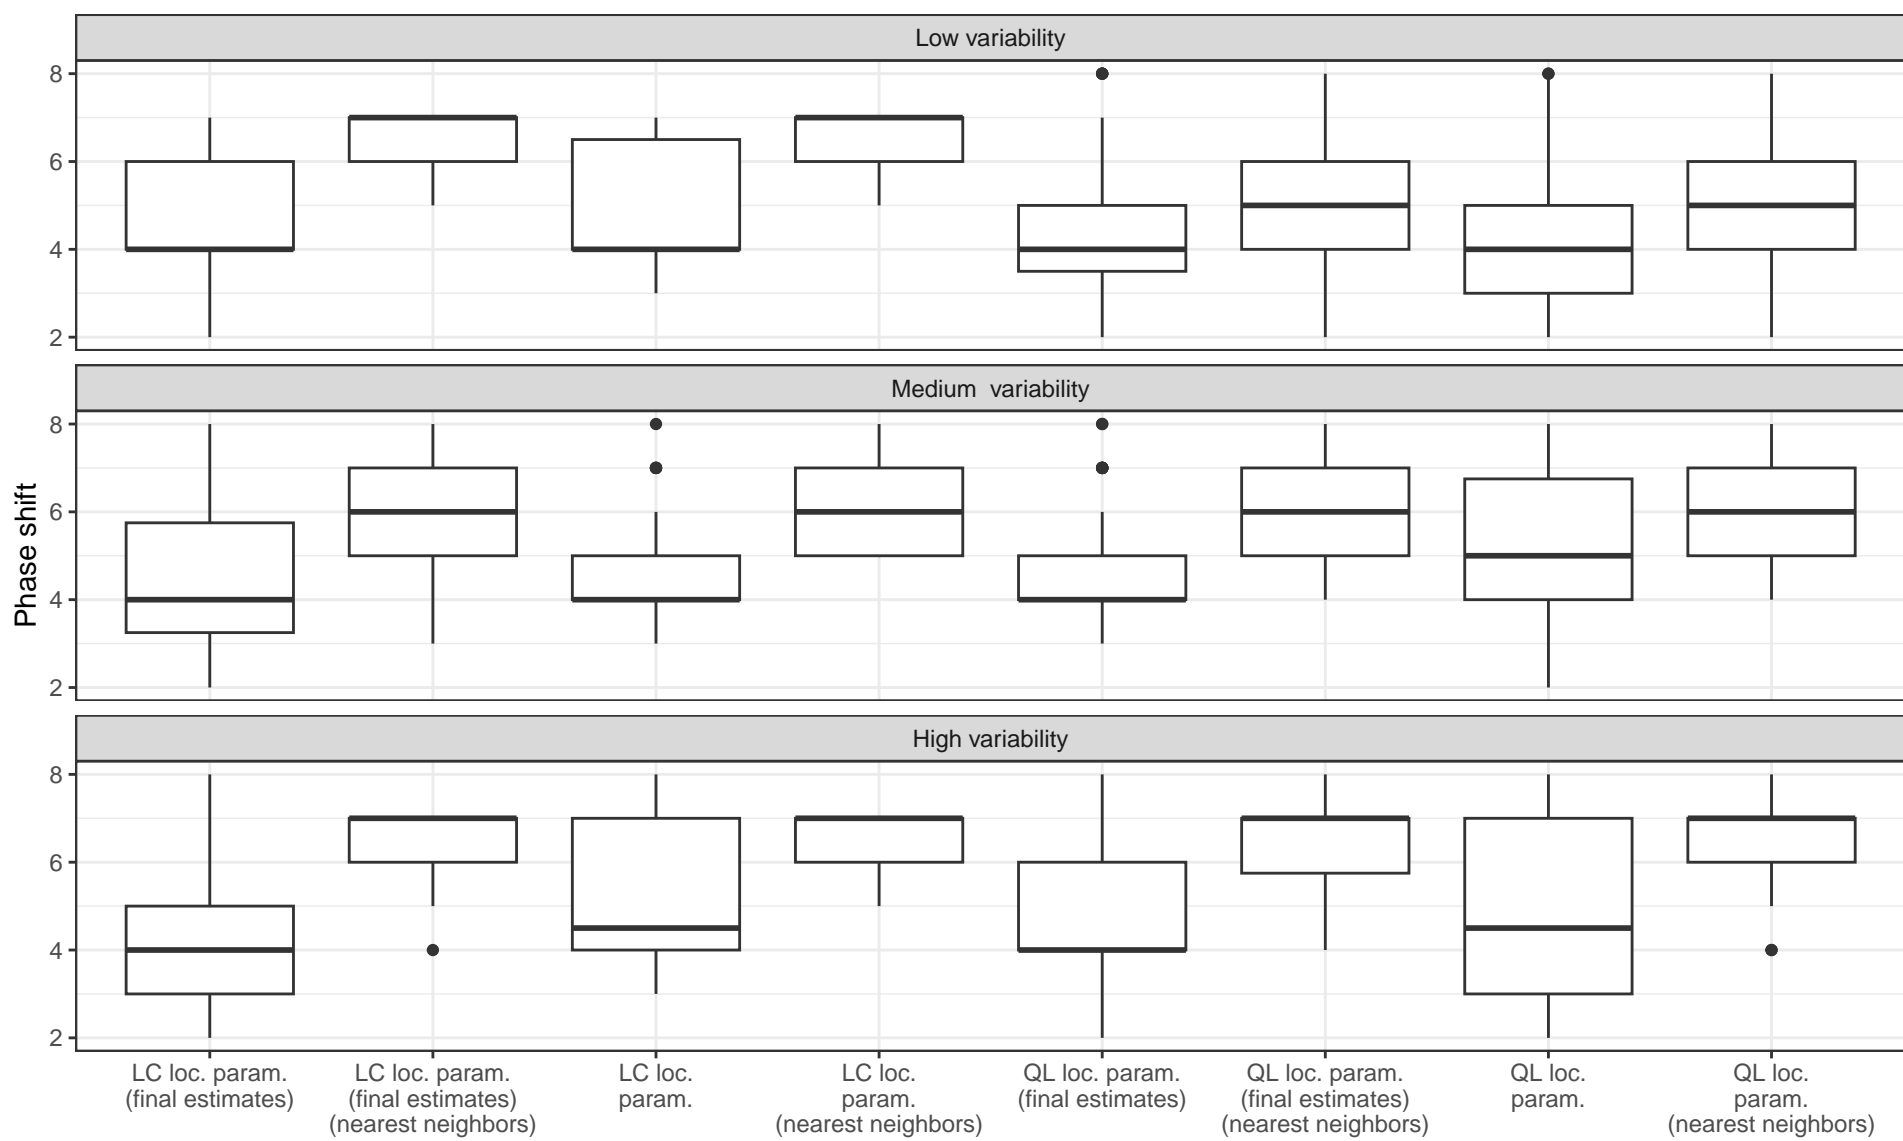 Low variability
8
6
4
2
Medium  variability
8
6
4
2
Phase shift
High variability
8
6
4
2
LC loc. param.
(final estimates)
LC loc. param.
(final estimates)
(nearest neighbors)
LC loc.
param.
LC loc.
param.
(nearest neighbors)
QL loc. param.
(final estimates)
QL loc. param.
(final estimates)
(nearest neighbors)
QL loc.
param.
QL loc.
param.
(nearest neighbors)